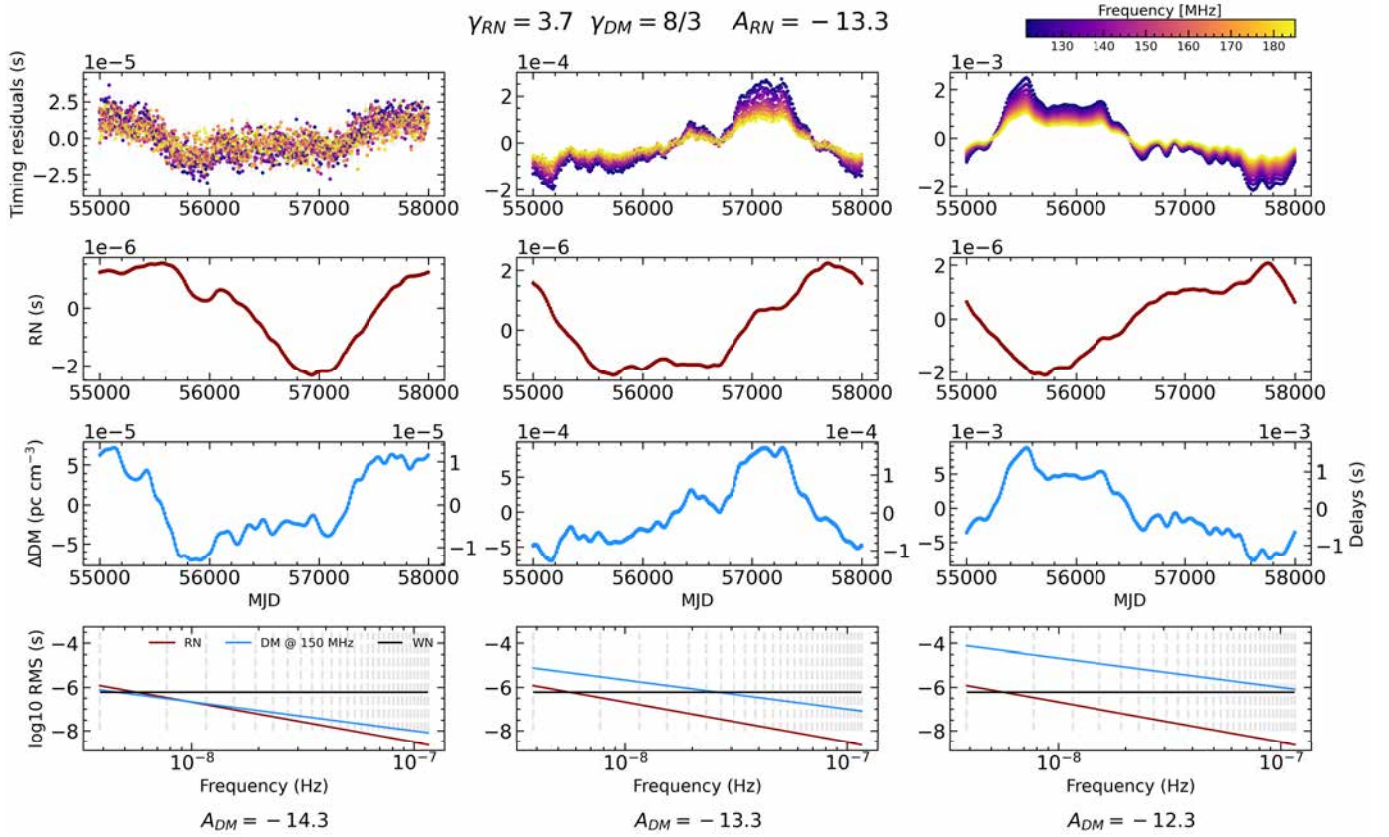 γRN = 3.7 γDM = 8/3 ARN = − 13.3
Frequency [MHz]
130 140 150 160 170 180
1e-5 1e-4 1e-3
Timing residuals (s)
2.5 0.0 −2.5
2 0 −2
2 0 −2
55000 56000 57000 58000 55000 56000 57000 58000 55000 56000 57000 58000
1e-6 1e-6 1e-6
RN (s)
0 −2
2 0
2 0 −2
55000 56000 57000 58000 55000 56000 57000 58000 55000 56000 57000 58000
1e-5 1e-5 1e-4 1e-4 1e-3 1e-3
ΔDM (pc cm−3)
5 0 −5
1 0 −1
5 0 −5
1 0 −1
5 0 −5
1 0 −1
Delays (s)
55000 56000 57000 58000 55000 56000 57000 58000 55000 56000 57000 58000
MJD MJD MJD
log10 RMS (s)
−4 −6 −8
RN DM @ 150 MHz WN
−4 −6 −8
−4 −6 −8
10−8 10−7 10−8 10−7 10−8 10−7
Frequency (Hz) Frequency (Hz) Frequency (Hz)
ADM = − 14.3 ADM = − 13.3 ADM = − 12.3